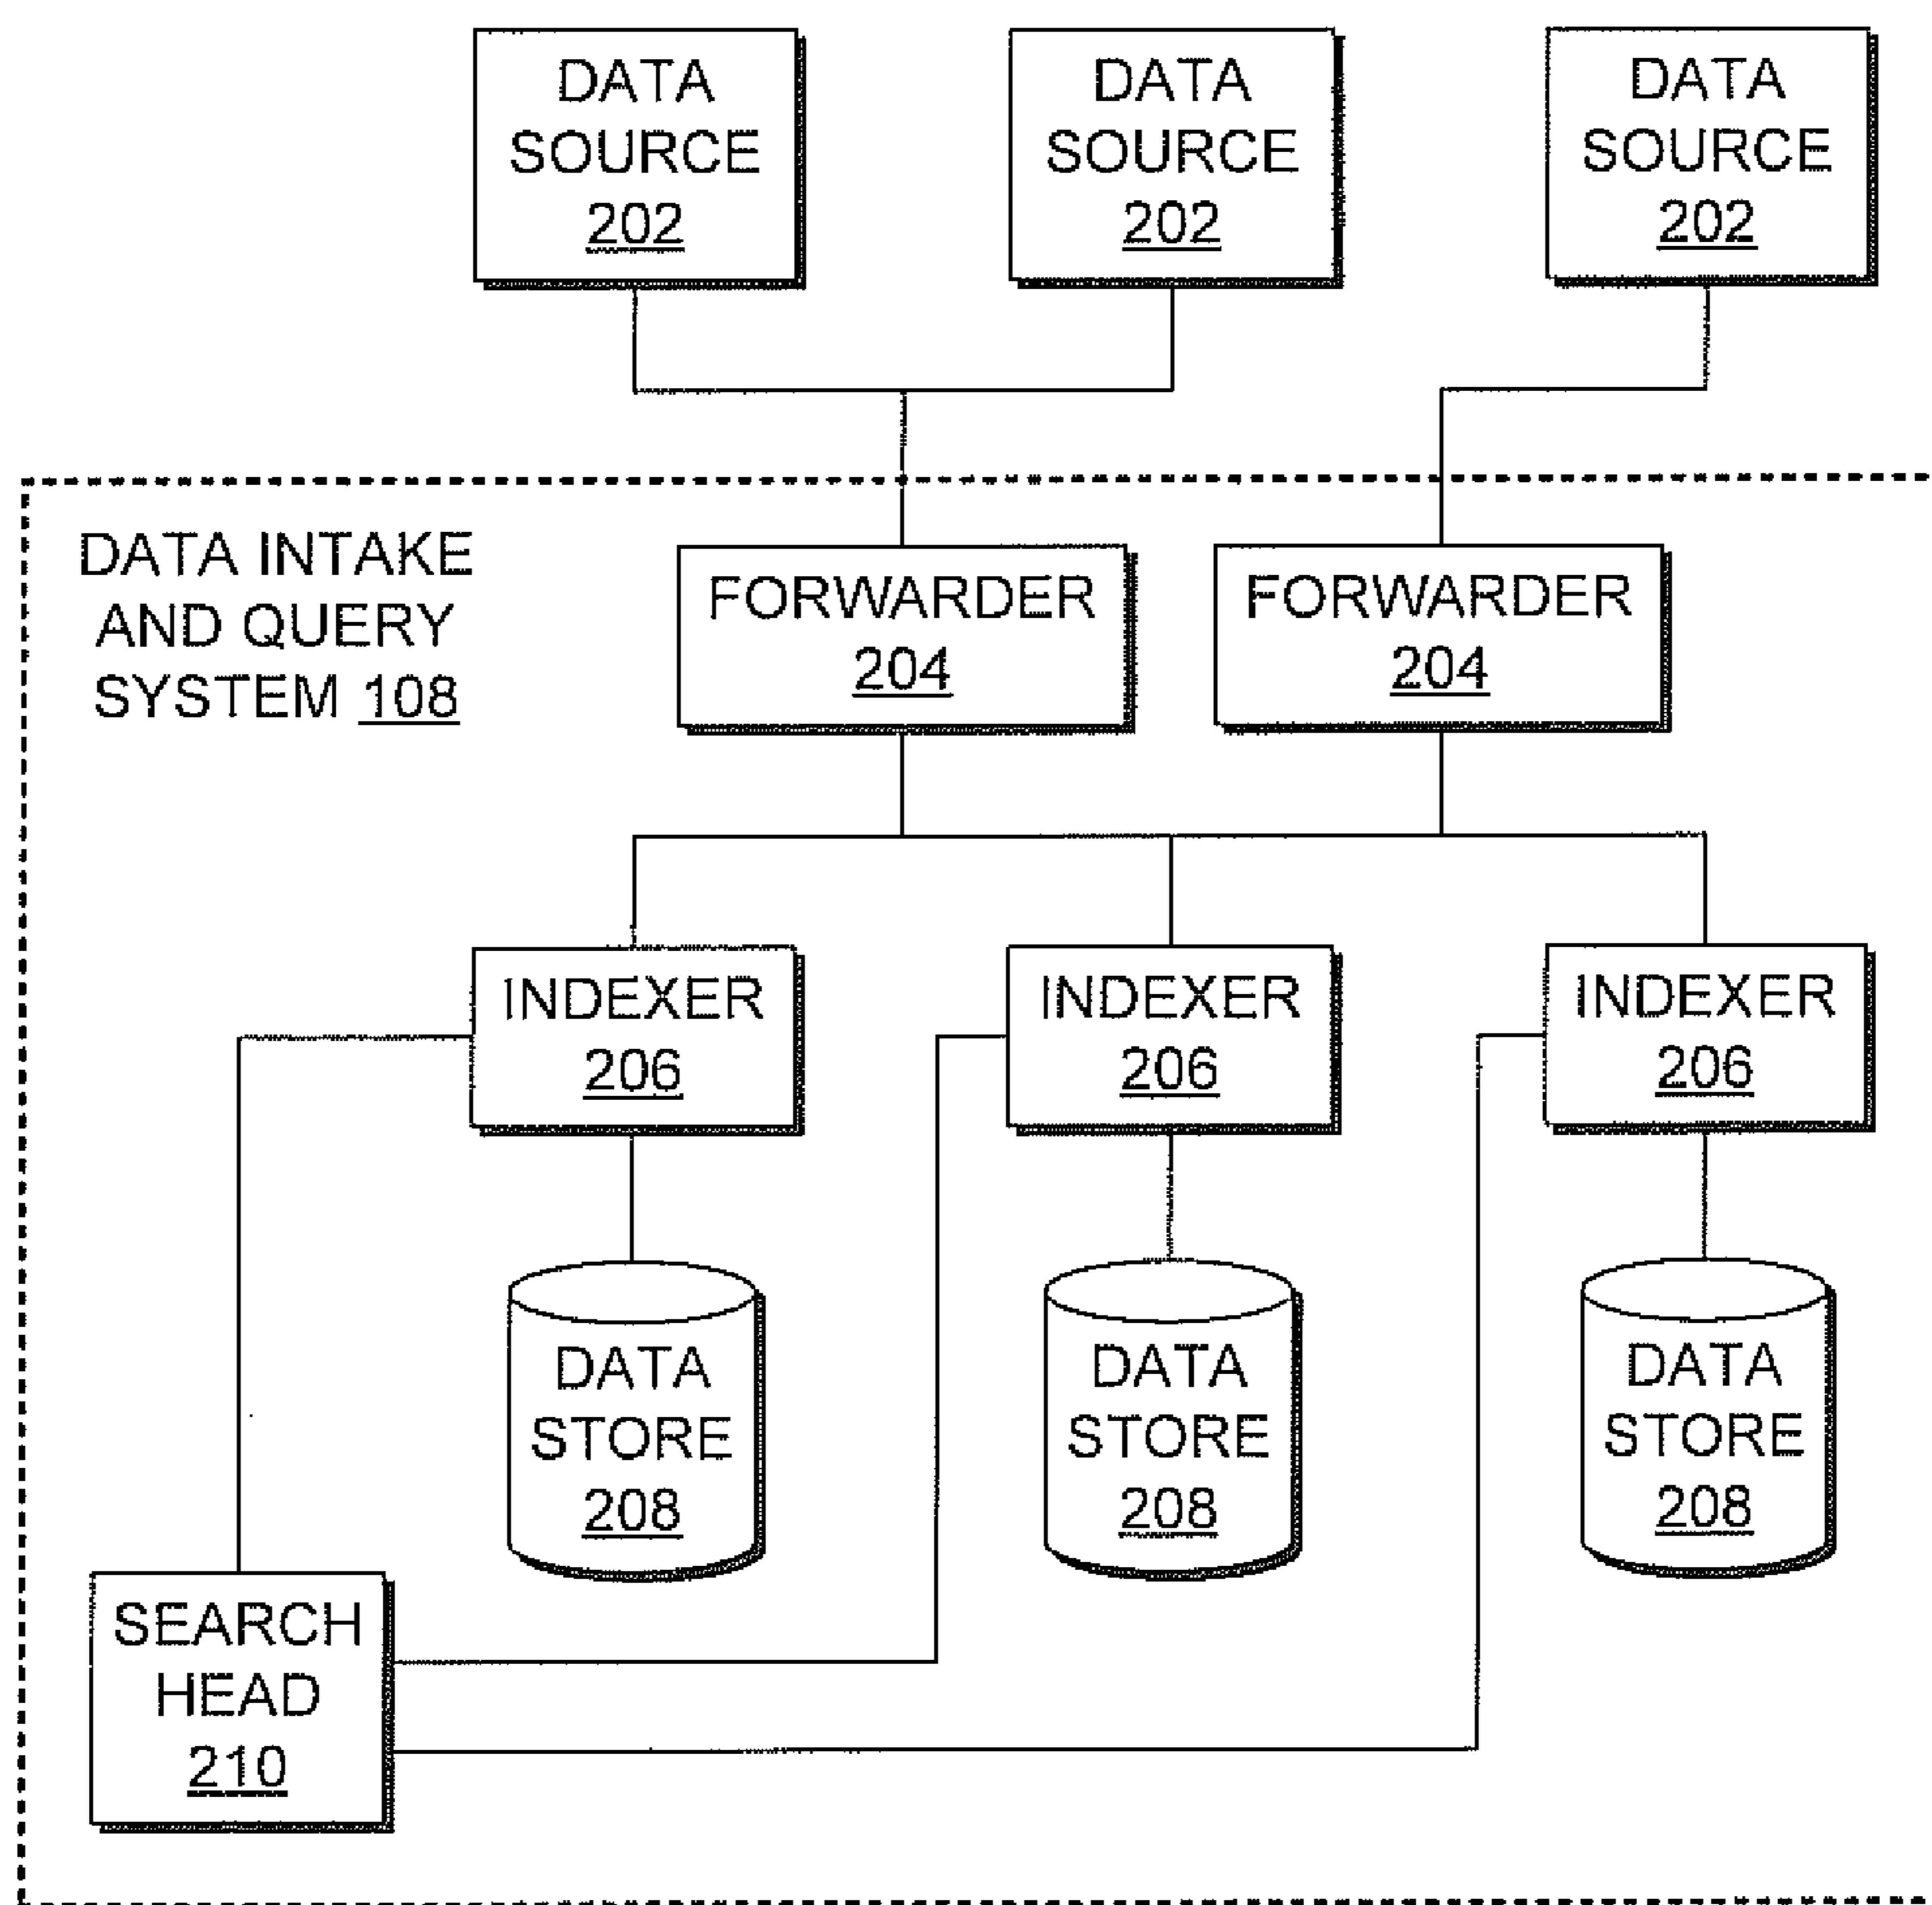 DATA
SOURCE
202
DATA
SOURCE
202
DATA
SOURCE
202
DATA INTAKE
AND QUERY
SYSTEM 108
FORWARDER
204
FORWARDER
204
INDEXER
206
INDEXER
206
INDEXER
206
DATA
STORE
208
DATA
STORE
208
DATA
STORE
208
SEARCH
HEAD
210